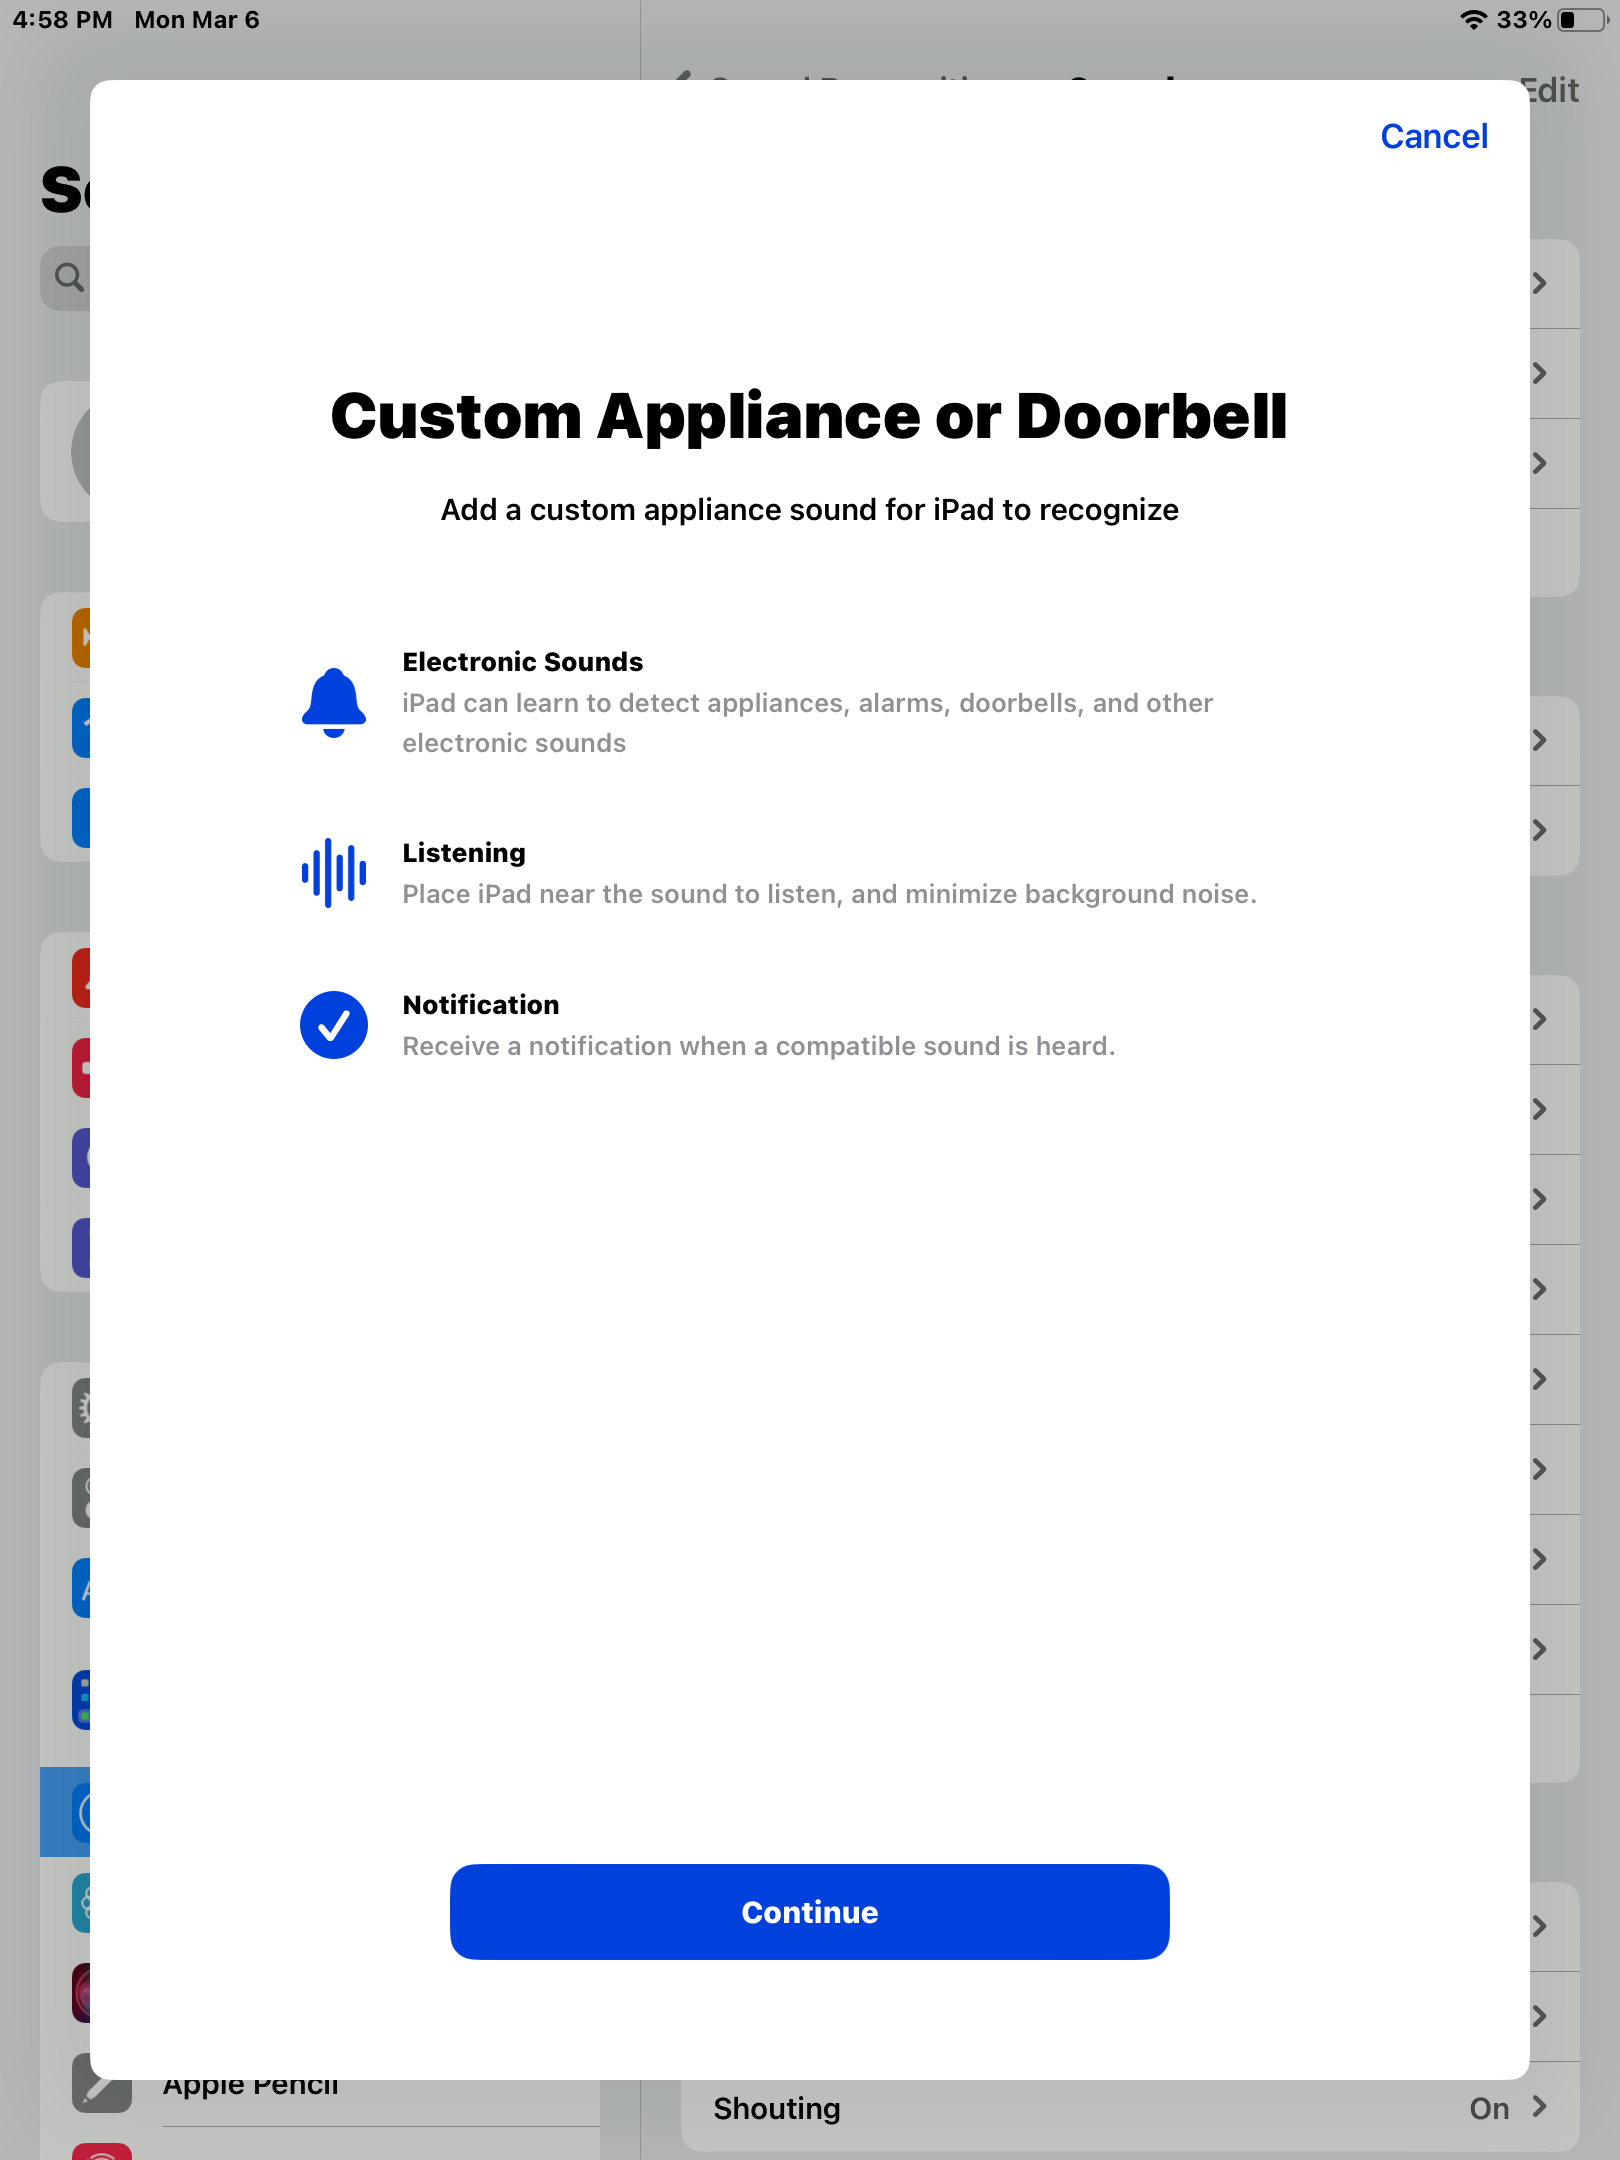 4:58 PM Mon Mar 6
33%
Edit
Cancel
Custom Appliance or Doorbell
Add a custom appliance sound for iPad to recognize
Electronic Sounds
iPad can learn to detect appliances, alarms, doorbells, and other
electronic sounds
Listening
Place iPad near the sound to listen, and minimize background noise.
Notification
Receive a notification when a compatible sound is heard.
Continue
Apple Pencil
Shouting On